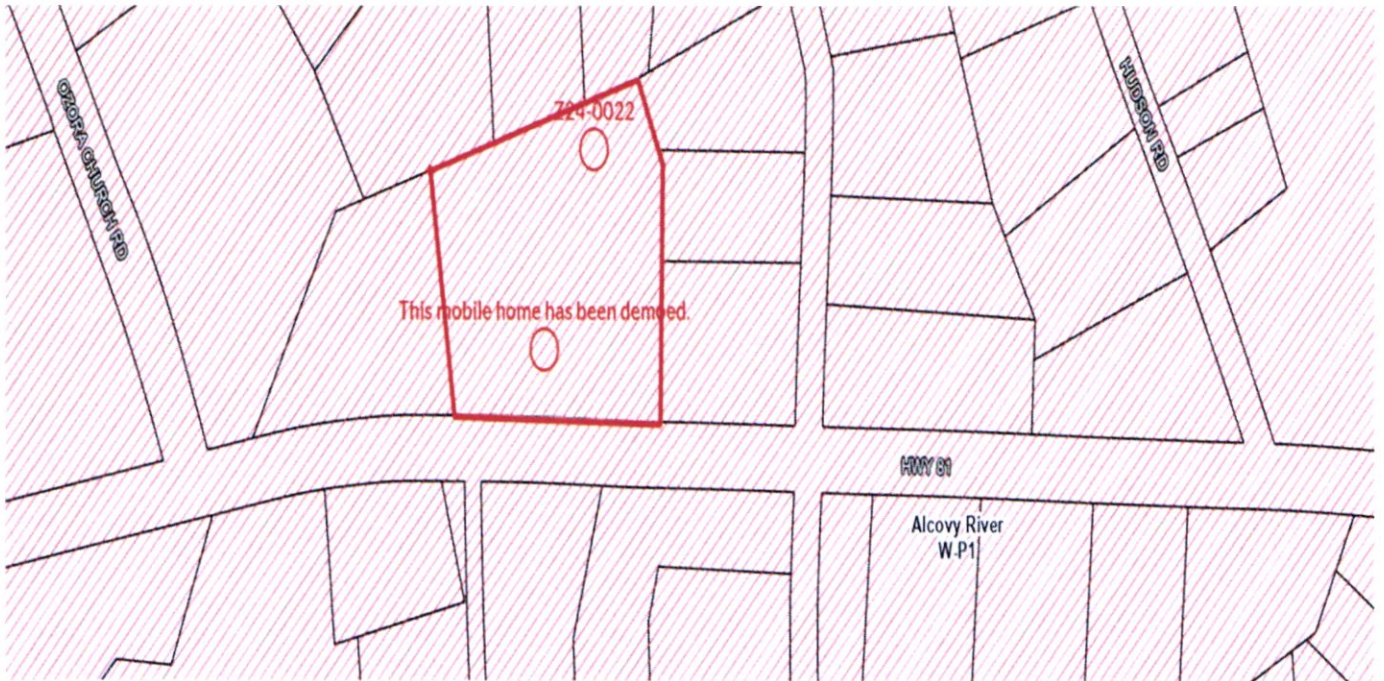 OZORA CHURCH RD
HUDSON RD
Z24-0022
This mobile home has been demoed.
HWY 81
Alcovy River
W-P1